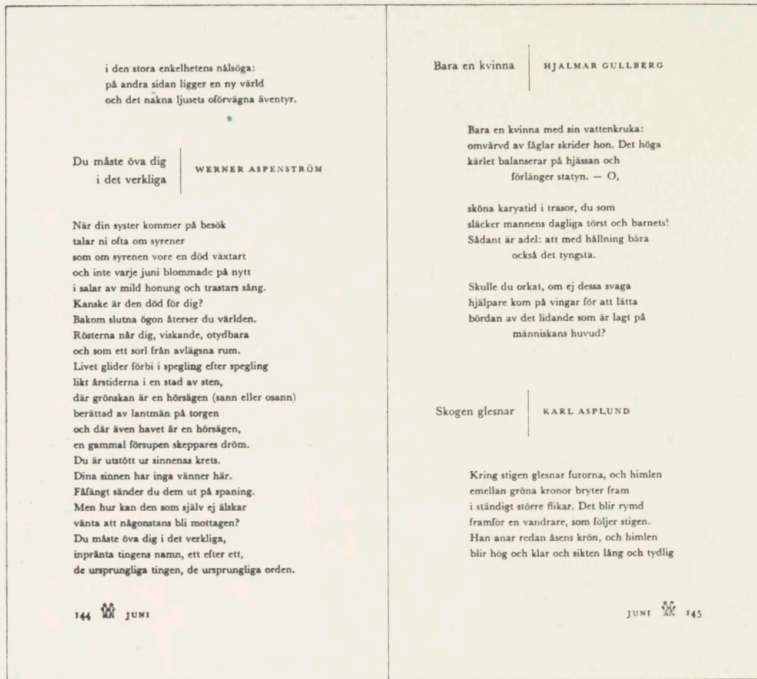 i den stora enkelhetens nålsöga:
på andra sidan ligger en ny värld
och det nakna ljusets oförvägna äventyr.
Du måste öva dig
i det verkliga
WERNER ASPENSTRÖM
När din syster kommer på besök
talar ni ofta om syrener
som om syrenen vore en död växtart
och inte varje juni blommade på nytt
i salar av mild honung och trastars sång.
Kanske är den död för dig?
Bakom slutna ögon återser du världen.
Rösterna når dig, viskande, otydbara
och som ett sorl från avlägsna rum.
Livet glider förbi i spegling efter spegling
likt årstiderna i en stad av sten,
där grönskan är en hörsägen (sann eller osann)
berättad av lantmän på torgen
och där även havet är en hörsägen,
en gammal försupen skeppares dröm.
Du är utstött ur sinnenas krets.
Dina sinnen har inga vänner här.
Fåfängt sänder du dem ut på spaning.
Men hur kan den som själv ej älskar
vänta att någonstans bli mottagen?
Du måste öva dig i det verkliga,
inpränta tingens namn, ett efter ett,
de ursprungliga tingen, de ursprungliga orden.
144 JUNI
Bara en kvinna
HJALMAR GULLBERG
Bara en kvinna med sin vattenkruka:
omvärvd av fåglar skrider hon. Det höga
kärlet balanserar på hjässan och
förlänger statyn. — O,
sköna karyatid i trasor, du som
släcker mannens dagliga törst och barnets!
Sådant är adel: att med hållning bära
också det tyngsta.
Skulle du orkat, om ej dessa svaga
hjälpare kom på vingar för att lätta
bördan av det lidande som är lagt på
människans huvud?
Skogen glesnar
KARL ASPLUND
Kring stigen glesnar furorna, och himlen
emellan gröna kronor bryter fram
i ständigt större flikar. Det blir rymd
framför en vandrare, som följer stigen.
Han anar redan åsens krön, och himlen
blir hög och klar och sikten lång och tydlig
JUNI 145